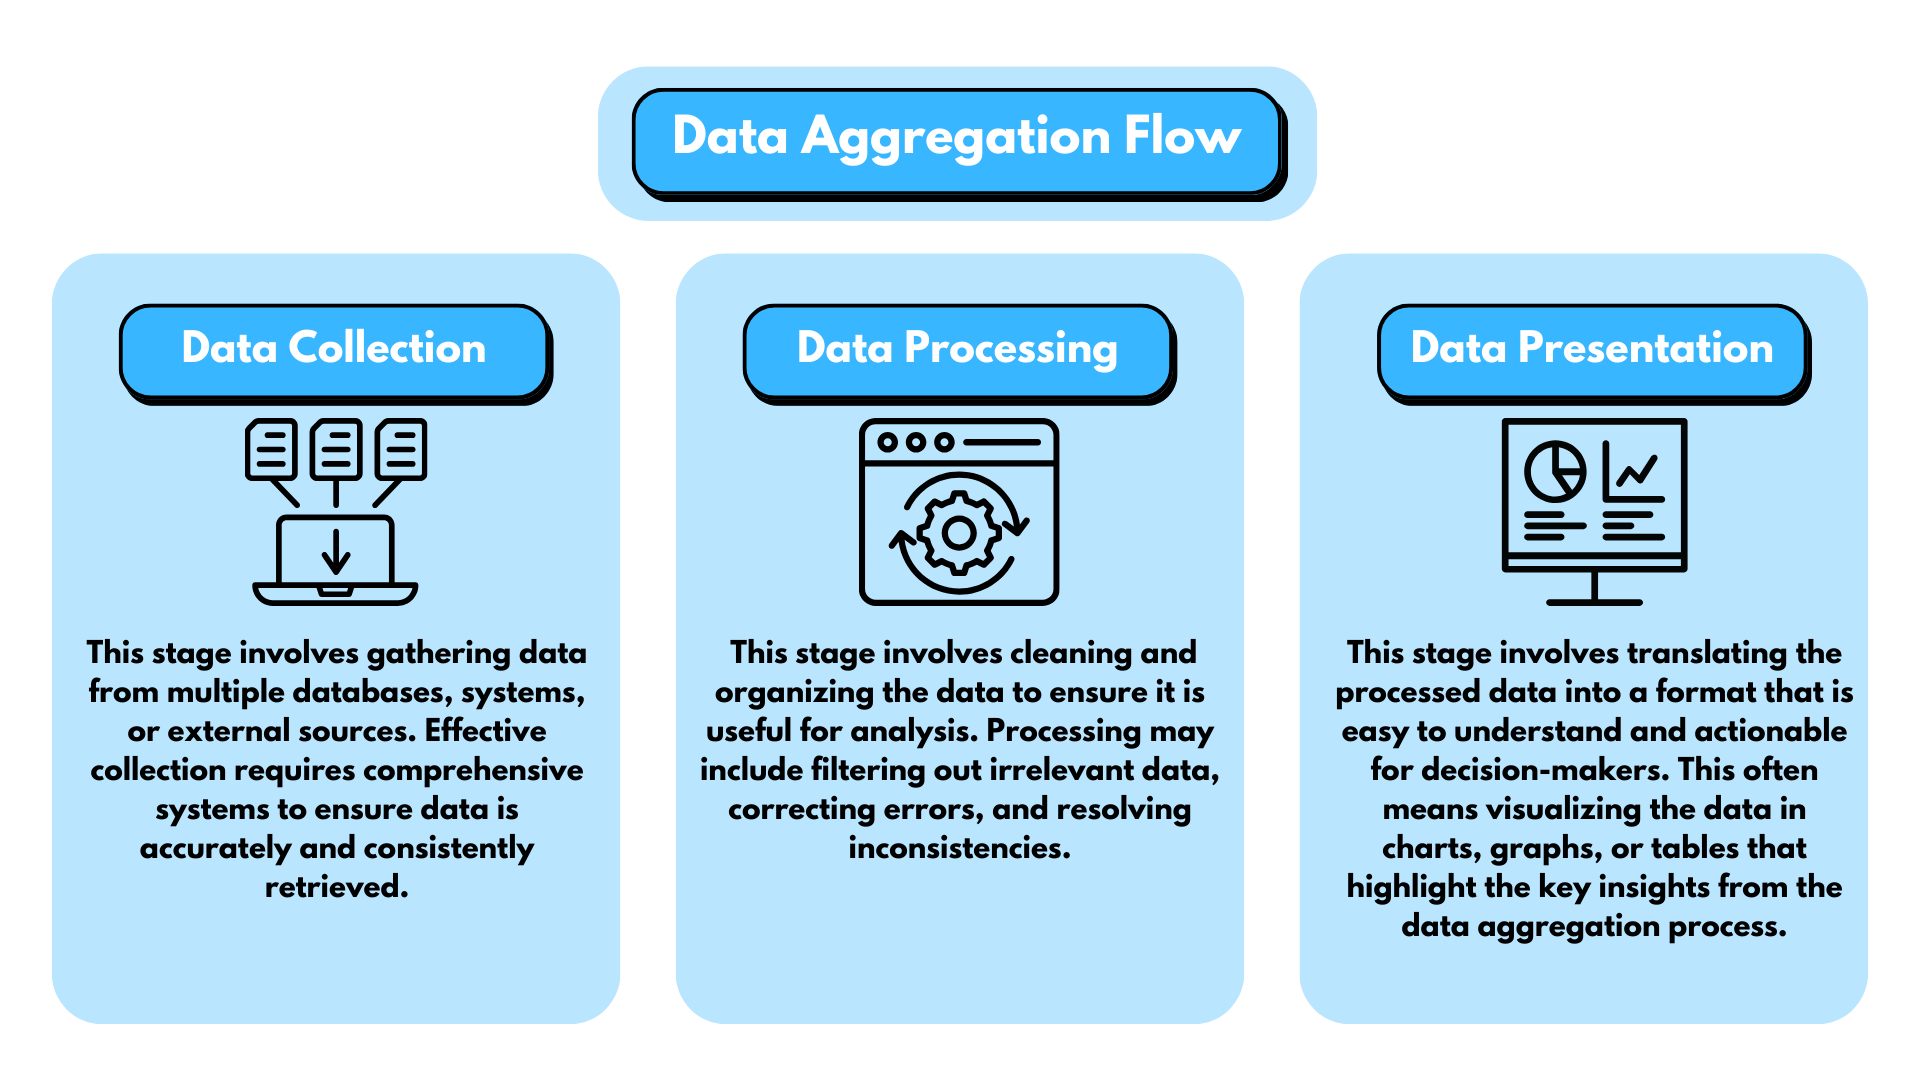 Data Aggregation Flow
Data Collection
This stage involves gathering data
from multiple databases, systems,
or external sources. Effective
collection requires comprehensive
systems to ensure data is
accurately and consistently
retrieved.
Data Processing
This stage involves cleaning and
organizing the data to ensure it is
useful for analysis. Processing may
include filtering out irrelevant data,
correcting errors, and resolving
inconsistencies.
Data Presentation
This stage involves translating the
processed data into a format that is
easy to understand and actionable
for decision-makers. This often
means visualizing the data in
charts, graphs, or tables that
highlight the key insights from the
data aggregation process.